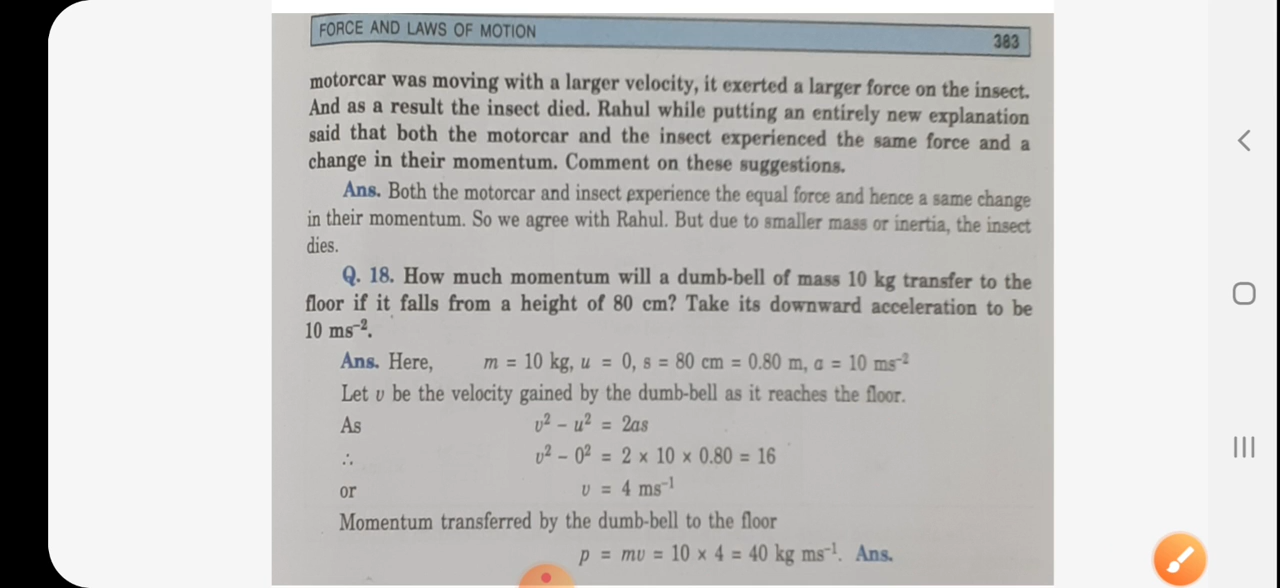 FORCE AND LAWS OF MOTION 383
motorcar was moving with a larger velocity, it exerted a larger force on the insect.
And as a result the insect died. Rahul while putting an entirely new explanation
said that both the motorcar and the insect experienced the same force and a
change in their momentum. Comment on these suggestions.
Ans. Both the motorcar and insect experience the equal force and hence a same change
in their momentum. So we agree with Rahul. But due to smaller mass or inertia, the insect
dies.
Q. 18. How much momentum will a dumb-bell of mass 10 kg transfer to the
floor if it falls from a height of 80 cm? Take its downward acceleration to be
10 ms⁻².
Ans. Here, m = 10 kg, u = 0, s = 80 cm = 0.80 m, a = 10 ms⁻²
Let υ be the velocity gained by the dumb-bell as it reaches the floor.
As υ² – u² = 2as
∴ υ² – 0² = 2 x 10 x 0.80 = 16
or υ = 4 ms⁻¹
Momentum transferred by the dumb-bell to the floor
p = mυ = 10 × 4 = 40 kg ms⁻¹. Ans.